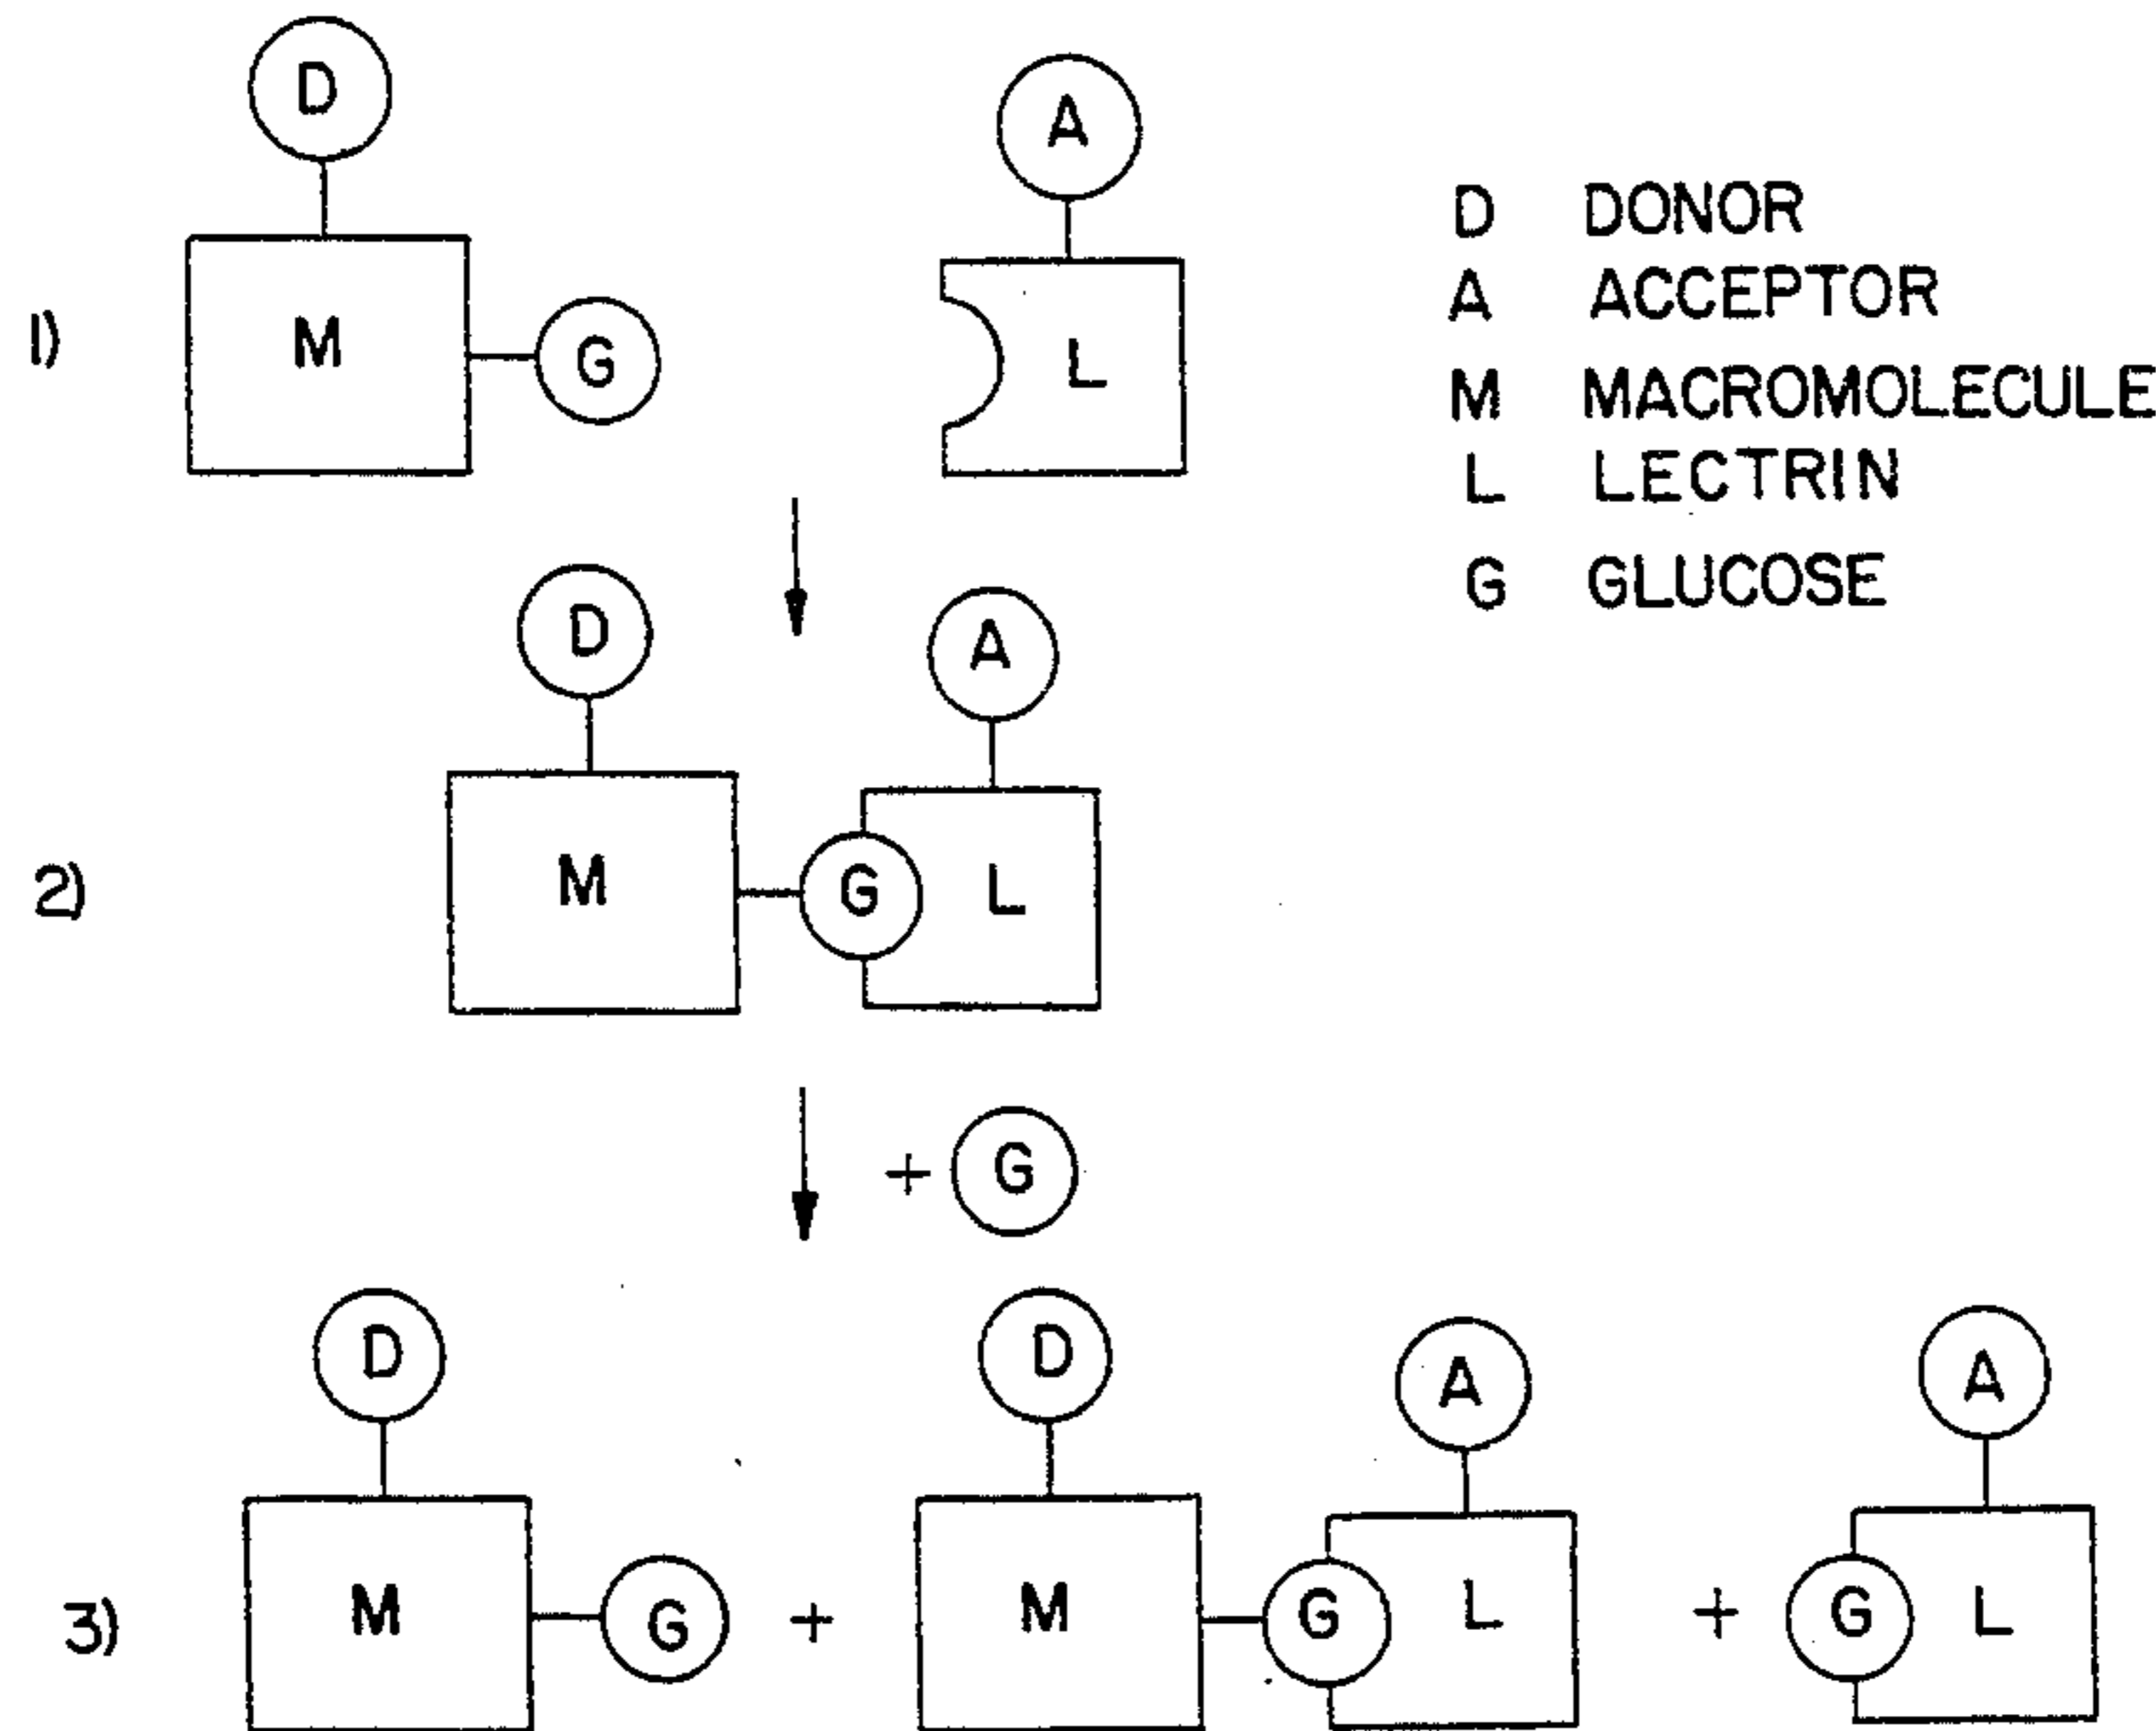 D
A
D DONOR
A ACCEPTOR
M MACROMOLECULE
L LECTRIN
G GLUCOSE
1) M G L
D A
2) M G L
+ G
D D A A
3) M G + M G L + G L